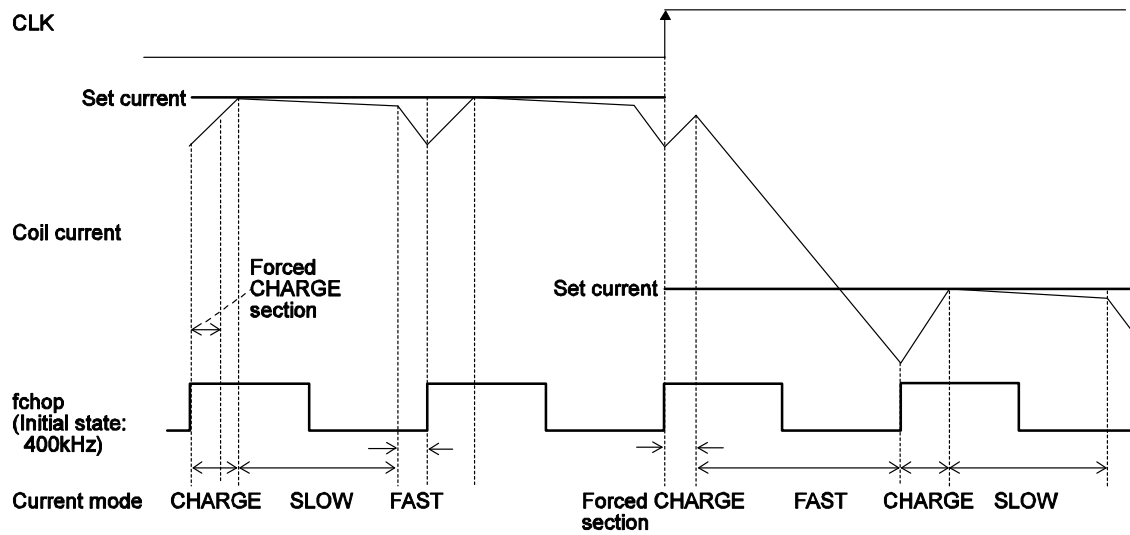 CLK
Set current
Coil current
Forced
CHARGE
section
Set current
fchop
(Initial state:
400kHz)
Current mode
CHARGE
SLOW
FAST
Forced CHARGE
section
FAST
CHARGE
SLOW